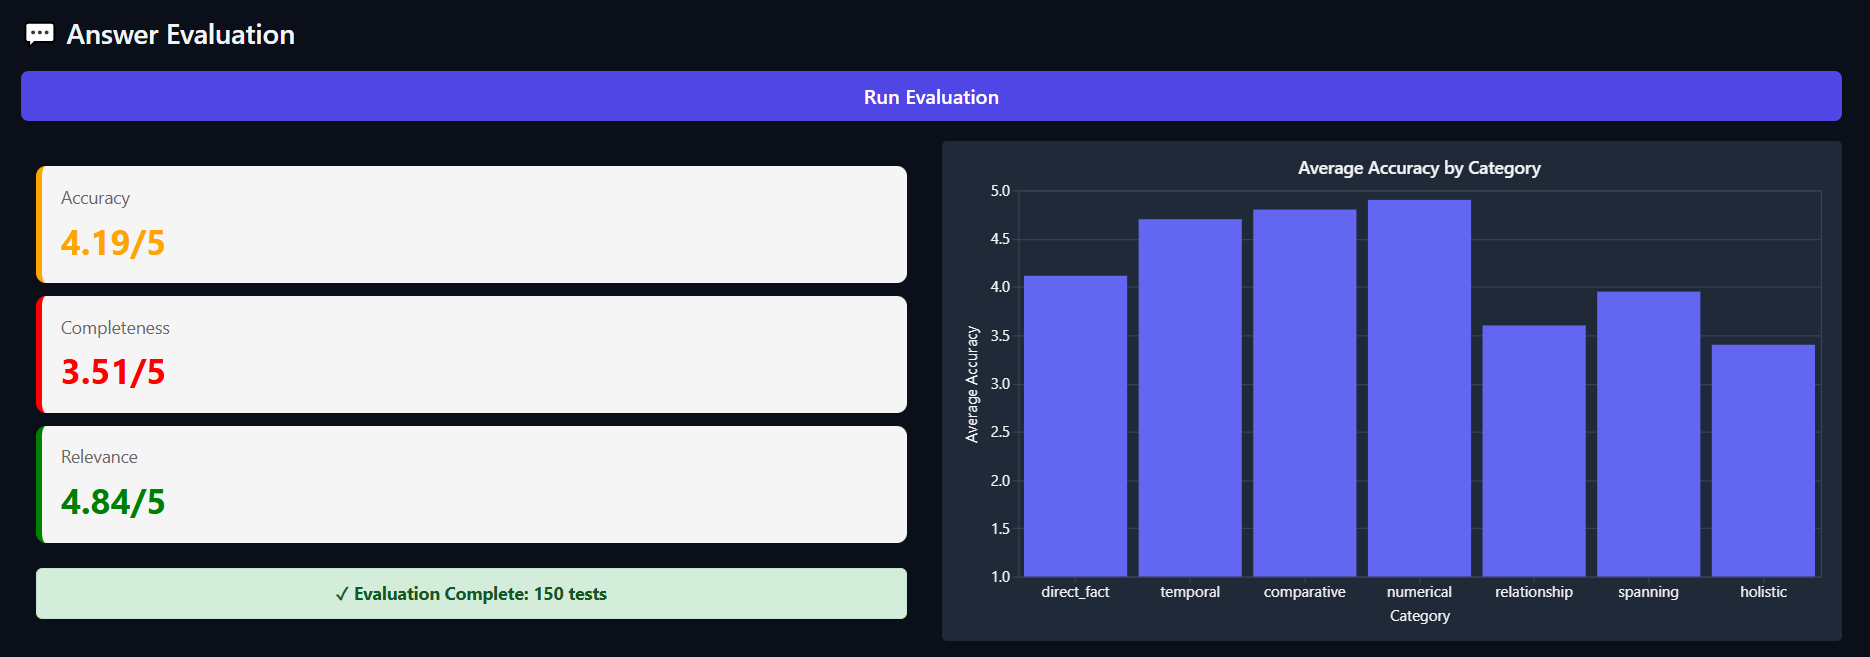 💬 Answer Evaluation
Run Evaluation
Accuracy
4.19/5
Completeness
3.51/5
Relevance
4.84/5
✓ Evaluation Complete: 150 tests
Average Accuracy by Category
Average Accuracy
5.0
4.5
4.0
3.5
3.0
2.5
2.0
1.5
1.0
direct_fact temporal comparative numerical relationship spanning holistic
Category